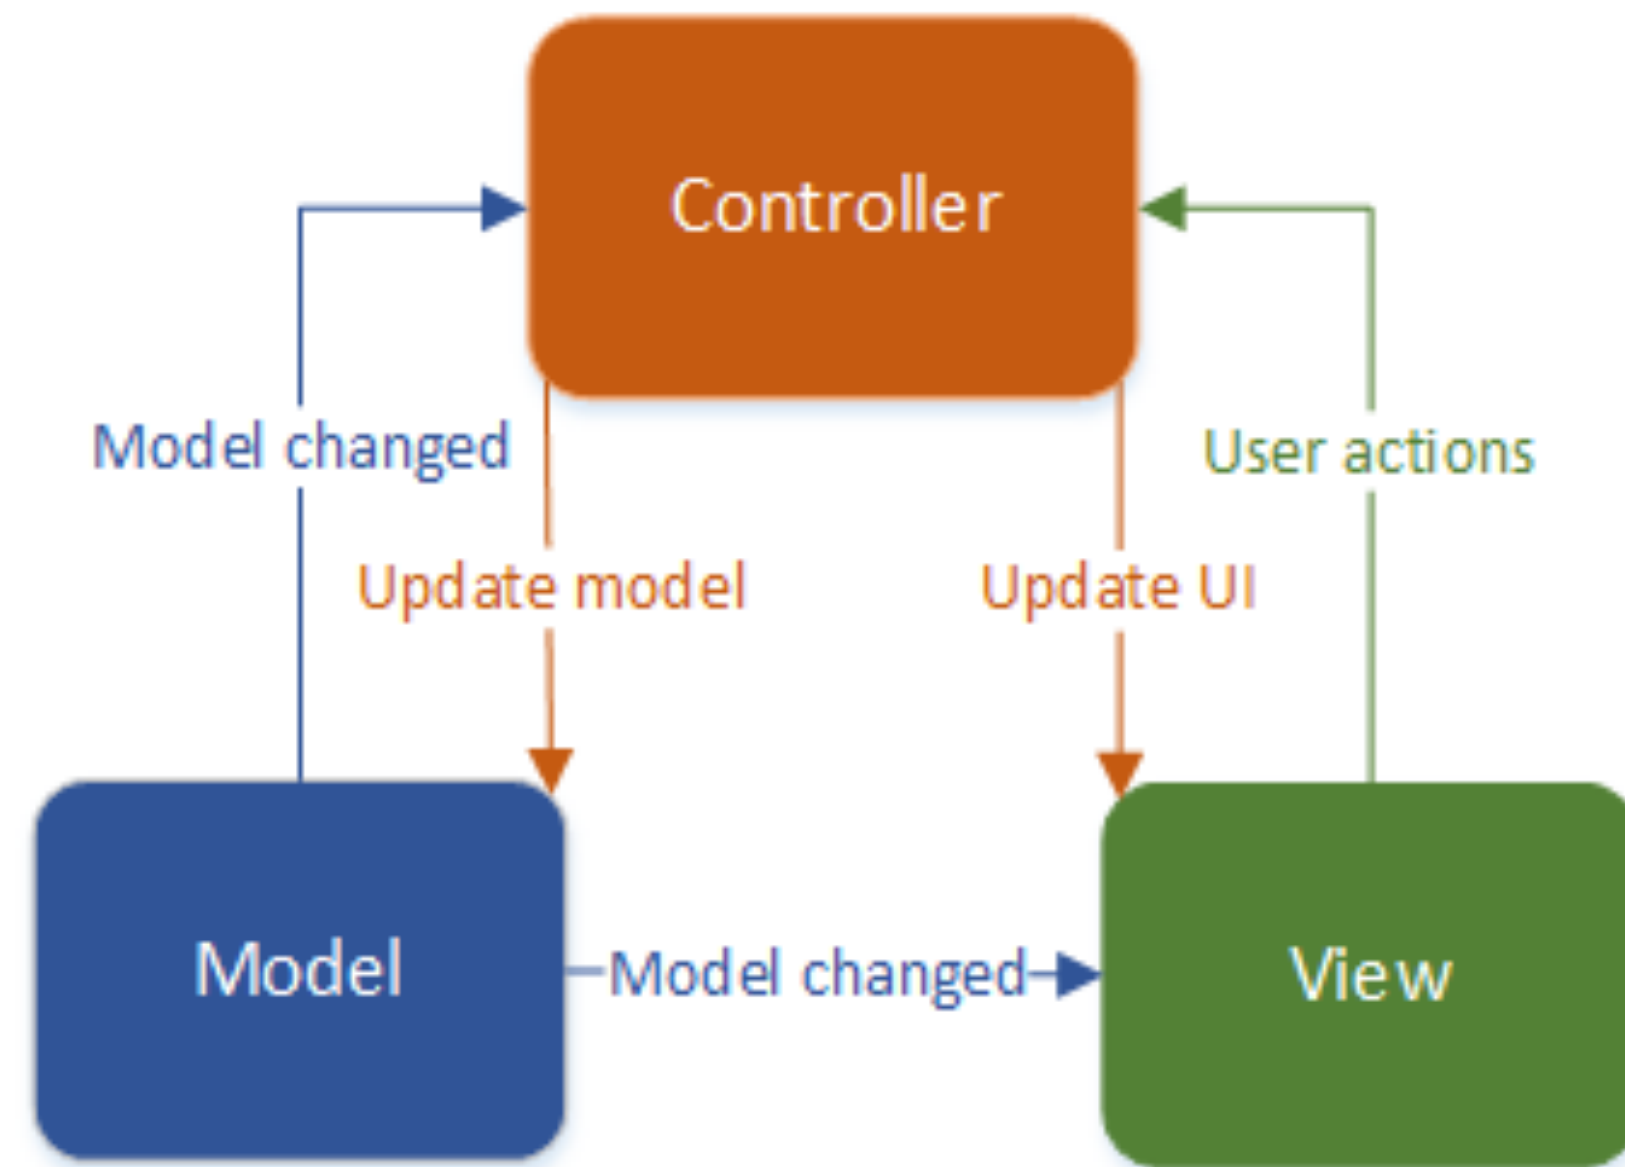 Controller
Model changed
User actions
Update model
Update UI
Model
Model changed
View